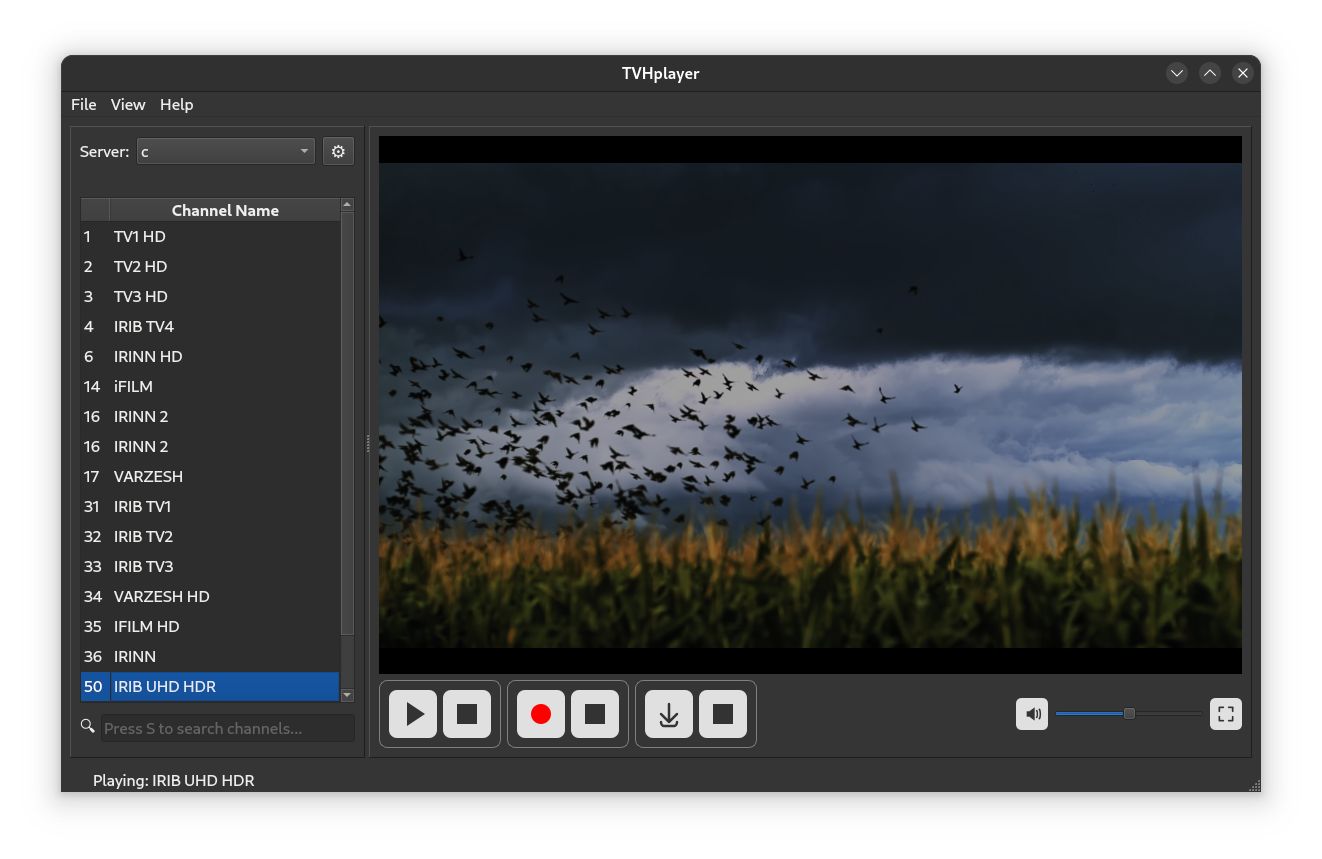 TVHplayer
File View Help
Server: c
Channel Name
1 TV1 HD
2 TV2 HD
3 TV3 HD
4 IRIB TV4
6 IRINN HD
14 iFILM
16 IRINN 2
16 IRINN 2
17 VARZESH
31 IRIB TV1
32 IRIB TV2
33 IRIB TV3
34 VARZESH HD
35 IFILM HD
36 IRINN
50 IRIB UHD HDR
Press S to search channels...
Playing: IRIB UHD HDR